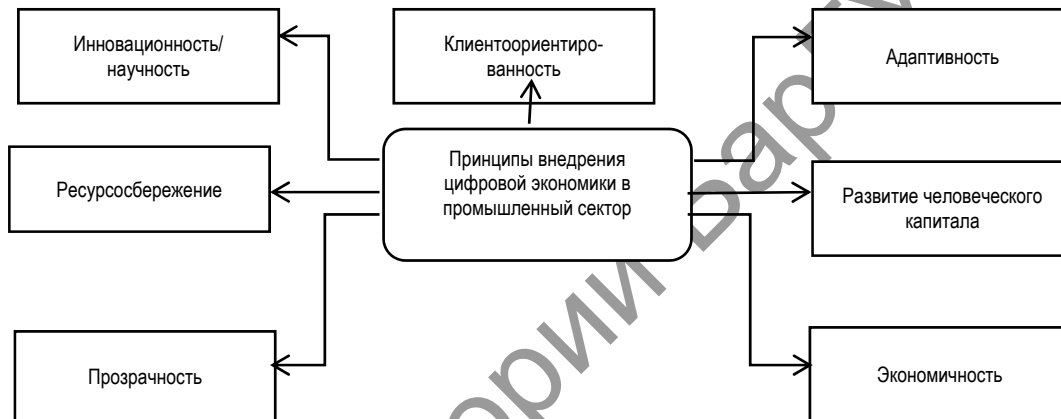 Инновационность/
научность
Клиентоориентиро-
ванность
Адаптивность
Принципы внедрения
цифровой экономики в
промышленный сектор
Ресурсосбережение
Развитие человеческого
капитала
Прозрачность
Экономичность